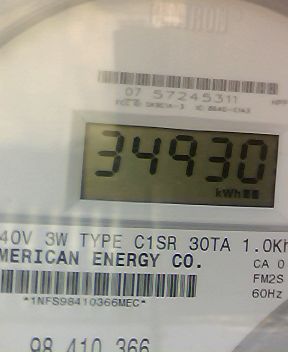 07 57245311
34930
kWh
40V 3W TYPE C1SR 30TA 1.0Kh
MERICAN ENERGY CO.
CA 0
FM2S
60Hz
*1NFS98410366MEC*
98 410 366